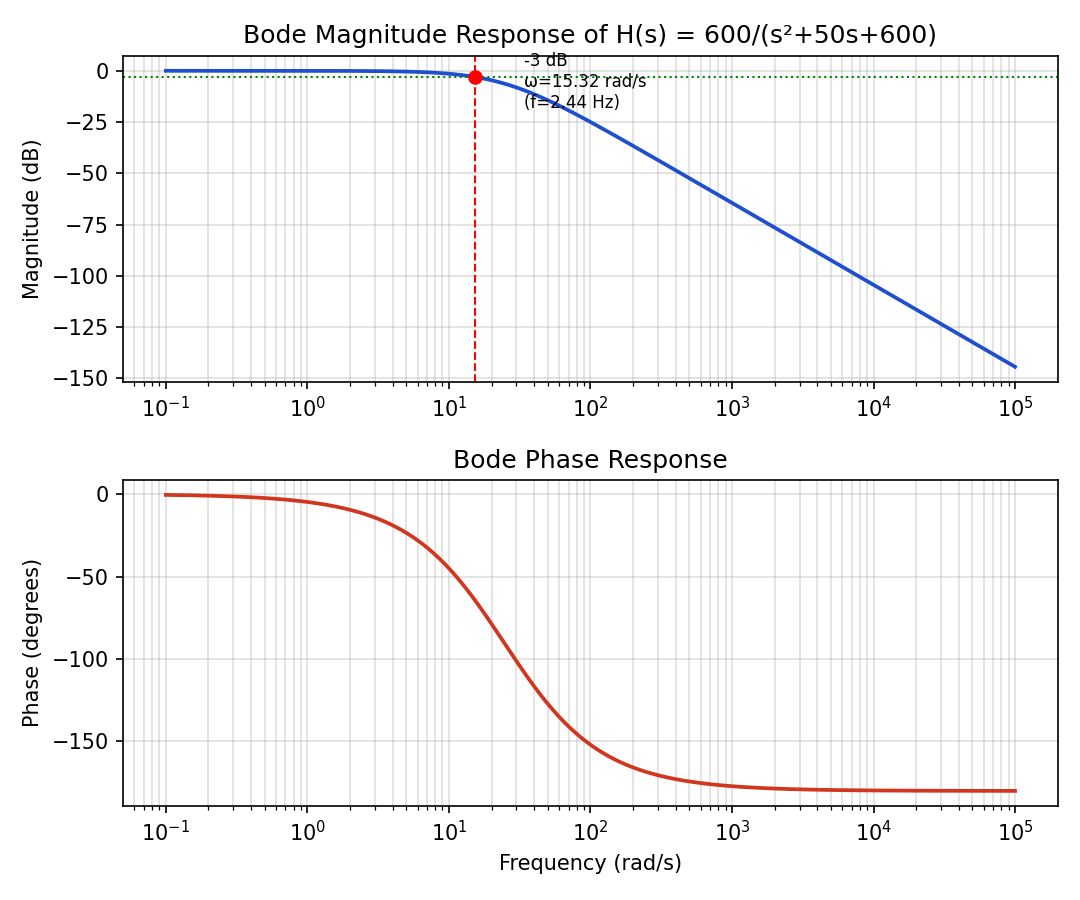 Bode Magnitude Response of H(s) = 600/(s²+50s+600)
-3 dB
ω=15.32 rad/s
(f=2.44 Hz)
Magnitude (dB)
0
−25
−50
−75
−100
−125
−150
10⁻¹ 10⁰ 10¹ 10² 10³ 10⁴ 10⁵
Bode Phase Response
Phase (degrees)
0
−50
−100
−150
10⁻¹ 10⁰ 10¹ 10² 10³ 10⁴ 10⁵
Frequency (rad/s)